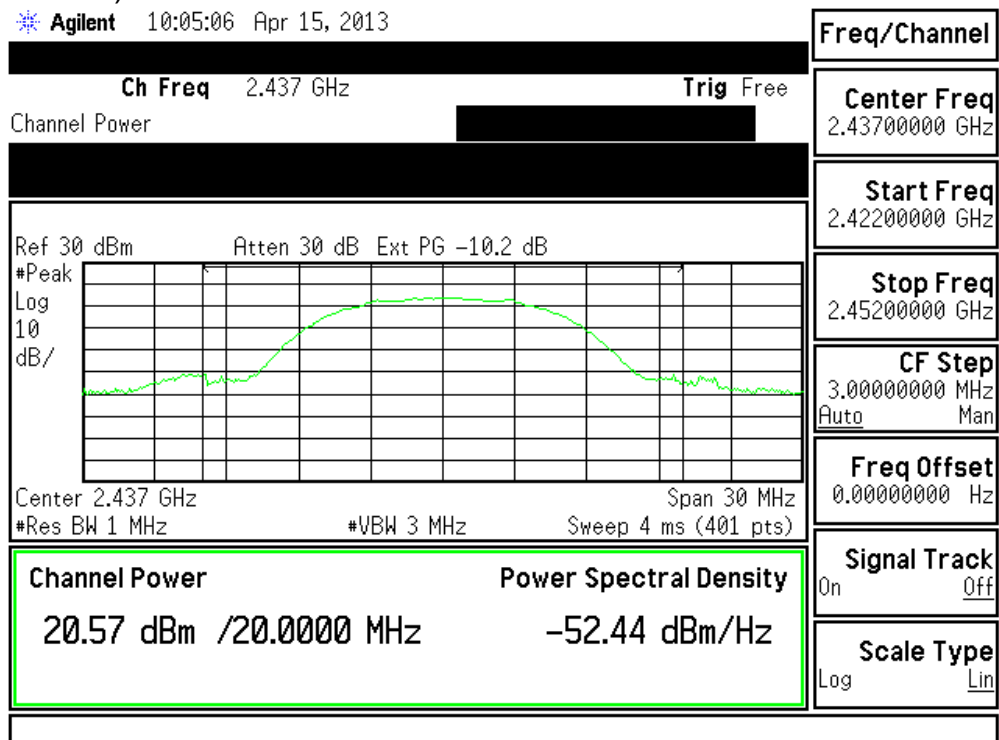 Agilent 10:05:06 Apr 15, 2013
Ch Freq 2.437 GHz Trig Free
Channel Power
Ref 30 dBm Atten 30 dB Ext PG -10.2 dB
#Peak
Log
10
dB/
Center 2.437 GHz Span 30 MHz
#Res BW 1 MHz #VBW 3 MHz Sweep 4 ms (401 pts)
Channel Power Power Spectral Density
20.57 dBm /20.0000 MHz -52.44 dBm/Hz
Freq/Channel
Center Freq
2.43700000 GHz
Start Freq
2.42200000 GHz
Stop Freq
2.45200000 GHz
CF Step
3.00000000 MHz
Auto Man
Freq Offset
0.00000000 Hz
Signal Track
On Off
Scale Type
Log Lin